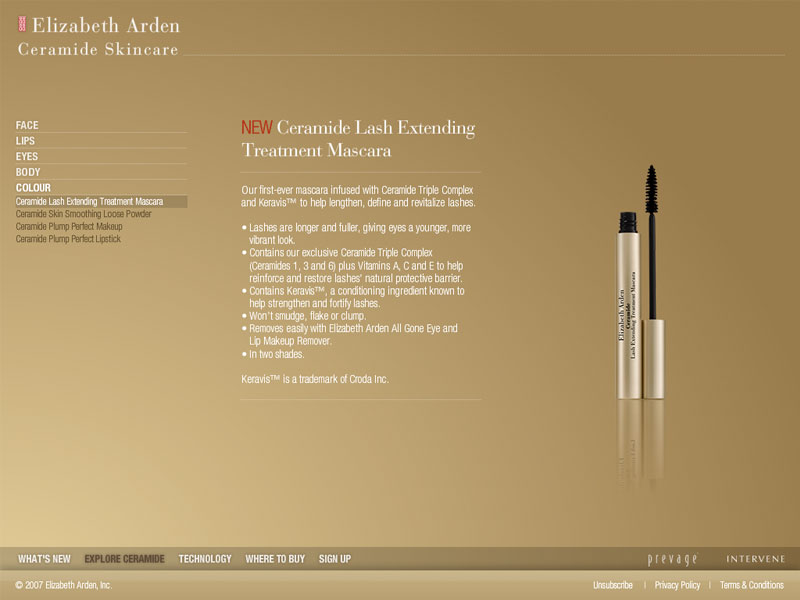 Elizabeth Arden
Ceramide Skincare
FACE
LIPS
EYES
BODY
COLOUR
Ceramide Lash Extending Treatment Mascara
Ceramide Skin Smoothing Loose Powder
Ceramide Plump Perfect Makeup
Ceramide Plump Perfect Lipstick
NEW Ceramide Lash Extending
Treatment Mascara
Our first-ever mascara infused with Ceramide Triple Complex
and Keravis™ to help lengthen, define and revitalize lashes.
• Lashes are longer and fuller, giving eyes a younger, more
vibrant look.
• Contains our exclusive Ceramide Triple Complex
(Ceramides 1, 3 and 6) plus Vitamins A, C and E to help
reinforce and restore lashes' natural protective barrier.
• Contains Keravis™, a conditioning ingredient known to
help strengthen and fortify lashes.
• Won't smudge, flake or clump.
• Removes easily with Elizabeth Arden All Gone Eye and
Lip Makeup Remover.
• In two shades.
Keravis™ is a trademark of Croda Inc.
Elizabeth Arden
Ceramide
Lash Extending Treatment Mascara
WHAT'S NEW EXPLORE CERAMIDE TECHNOLOGY WHERE TO BUY SIGN UP prevage INTERVENE
© 2007 Elizabeth Arden, Inc. Unsubscribe | Privacy Policy | Terms & Conditions